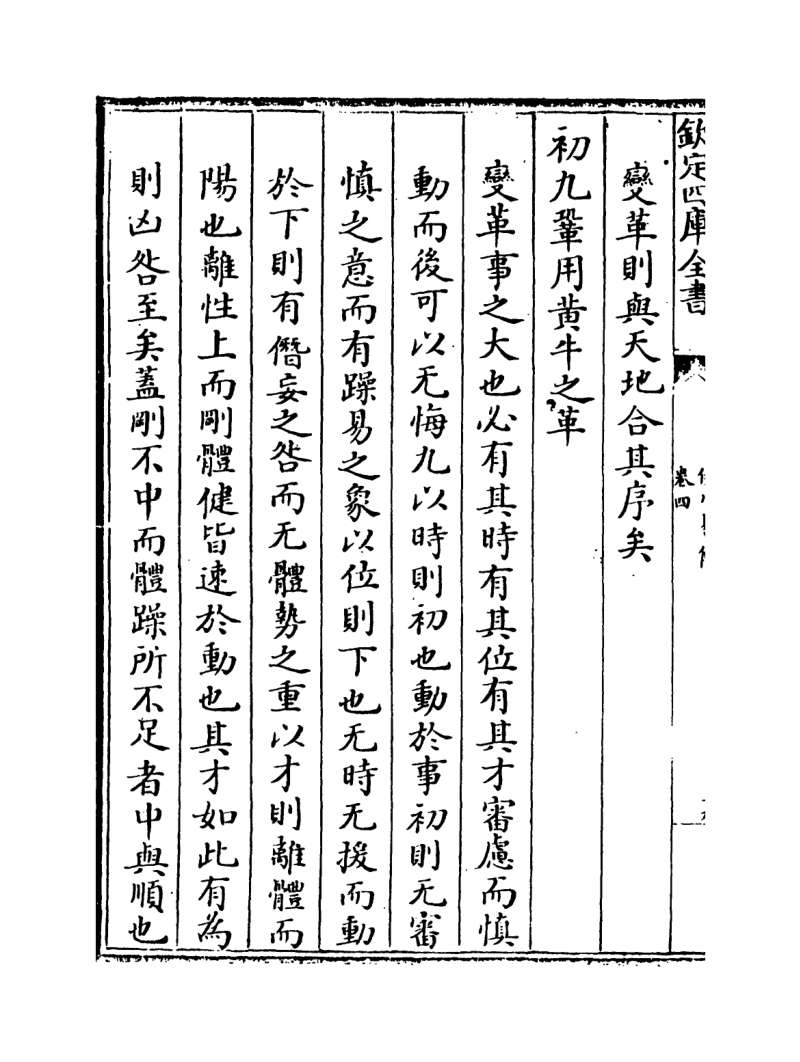 欽定四庫全書
卷四
變革則與天地合其序矣
初九鞏用黄牛之革
變革事之大也必有其時有其位有其才審慮而慎
動而後可以无悔九以時則初也動於事初則无審
慎之意而有躁易之象以位則下也无時无援而動
於下則有僭妄之咎而无體勢之重以才則離體而
陽也離性上而剛體健皆速於動也其才如此有為
則凶咎至矣蓋剛不中而體躁所不足者中與順也